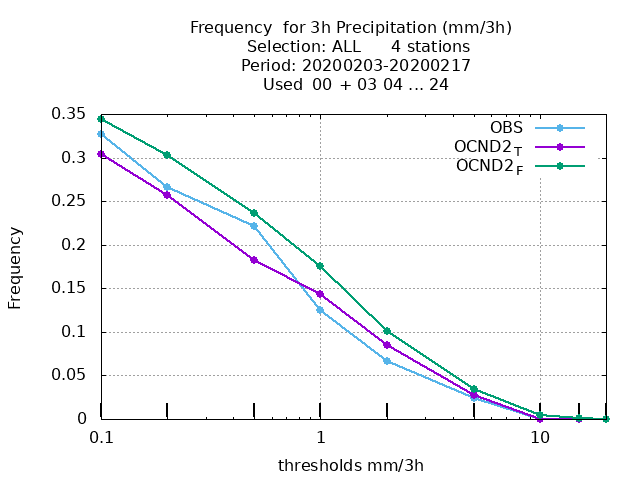 Frequency  for 3h Precipitation (mm/3h)
Selection: ALL      4 stations
Period: 20200203-20200217
Used  00  + 03 04 ... 24
OBS
OCND2T
OCND2F
Frequency
0.35
0.3
0.25
0.2
0.15
0.1
0.05
0
0.1
1
10
thresholds mm/3h